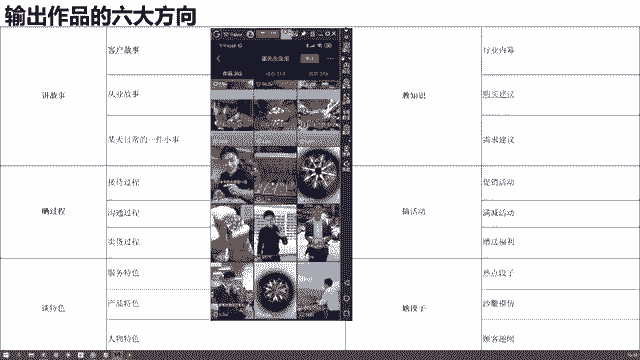 输出作品的六大方向
讲故事
客户故事
从业故事
某天日常的一件小事
晒过程
接待过程
沟通过程
卖货过程
谈特色
服务特色
产品特色
人物特色
教知识
行业内幕
购买建议
需求建议
搞活动
促销活动
满减活动
赠送福利
热点段子
沙雕模仿
顾客趣闻